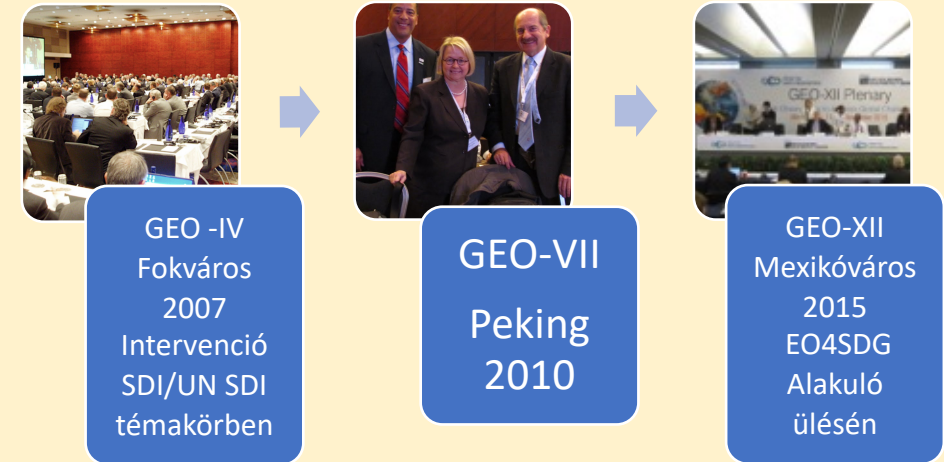 GEO-XII Plenary
GEO -IV
Fokváros
2007
Intervenció
SDI/UN SDI
témakörben
GEO-VII
Peking
2010
GEO-XII
Mexikóváros
2015
EO4SDG
Alakuló
ülésén